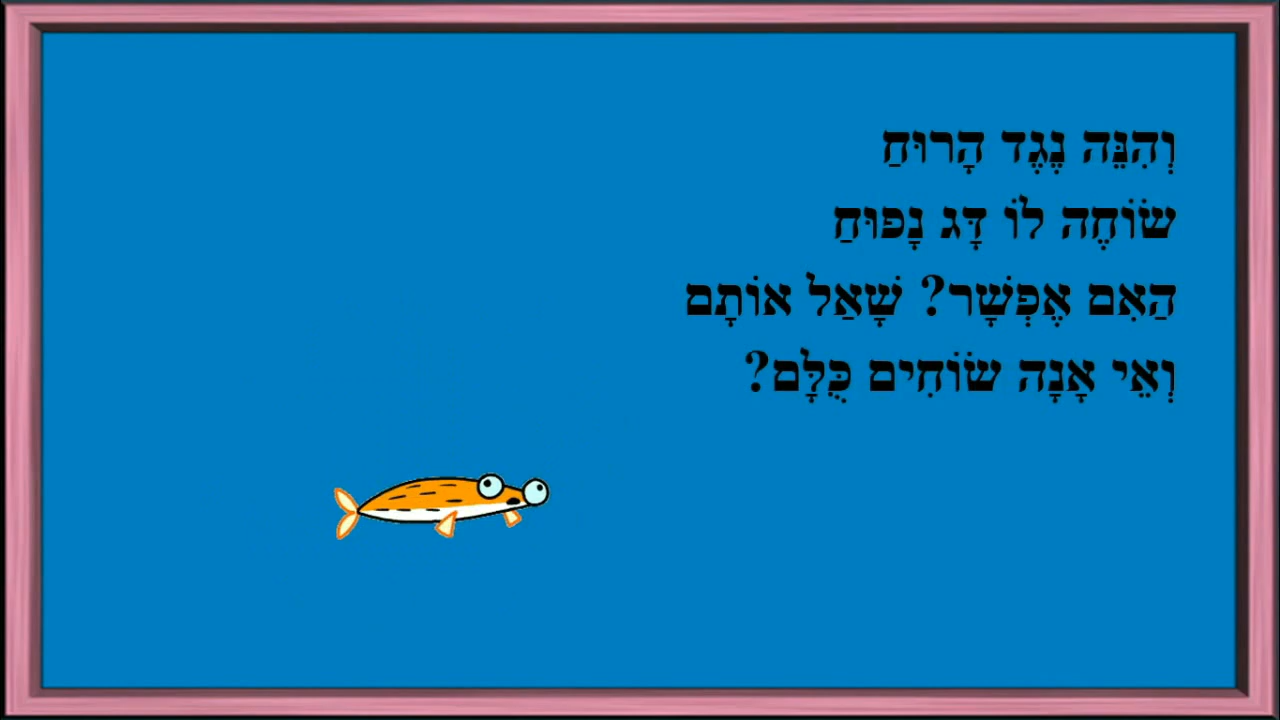 וְהִנֵּה נֶגֶד הָרוּחַ
שׂוֹחֶה לוֹ דָּג נָפוּחַ
הַאִם אֶפְשָׁר? שָׁאַל אוֹתָם
וְאֵי אָנָה שׂוֹחִים כֻּלָּם?